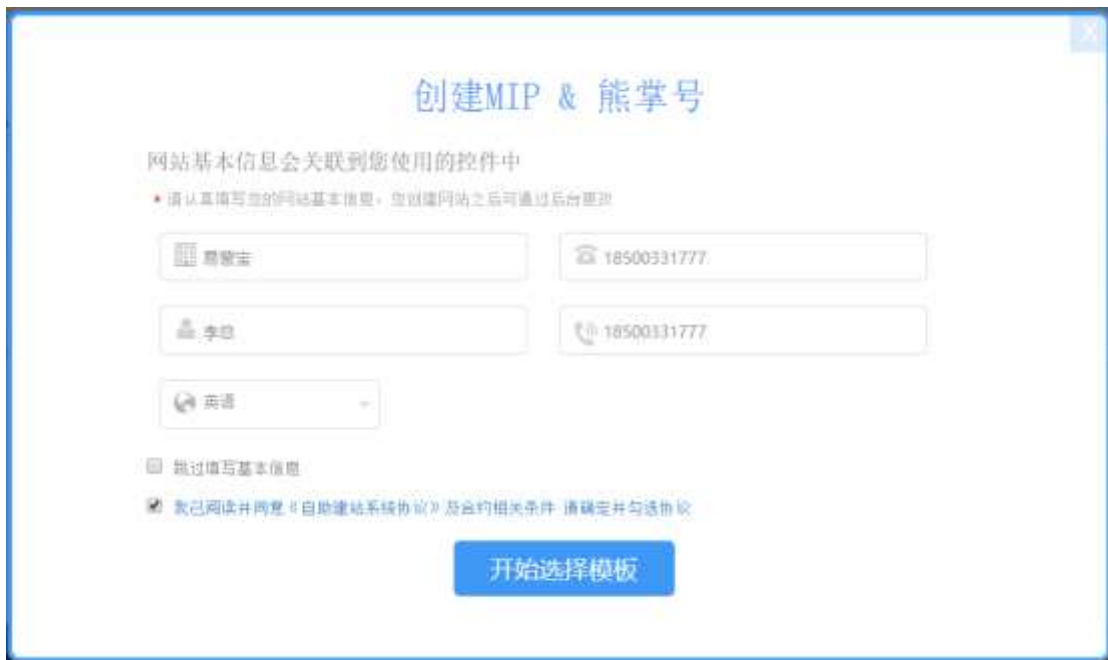 X
创建MIP & 熊掌号
网站基本信息会关联到您使用的控件中
* 请认真填写您的网站基本信息，您创建网站之后可通过后台更改
易营宝
18500331777
李总
18500331777
英语
跳过填写基本信息
我已阅读并同意《自助建站系统协议》及合约相关条件 请确定并勾选协议
开始选择模板